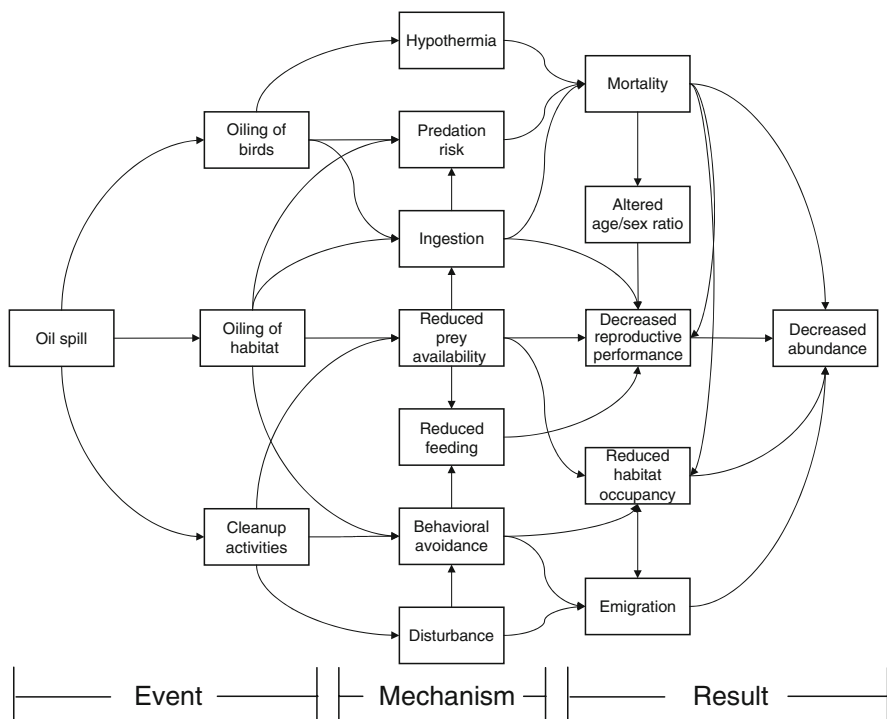 Hypothermia
Mortality
Oiling of
birds
Predation
risk
Altered
age/sex ratio
Ingestion
Oil spill
Oiling of
habitat
Reduced
prey
availability
Decreased
reproductive
performance
Decreased
abundance
Reduced
feeding
Reduced
habitat
occupancy
Cleanup
activities
Behavioral
avoidance
Emigration
Disturbance
Event
Mechanism
Result